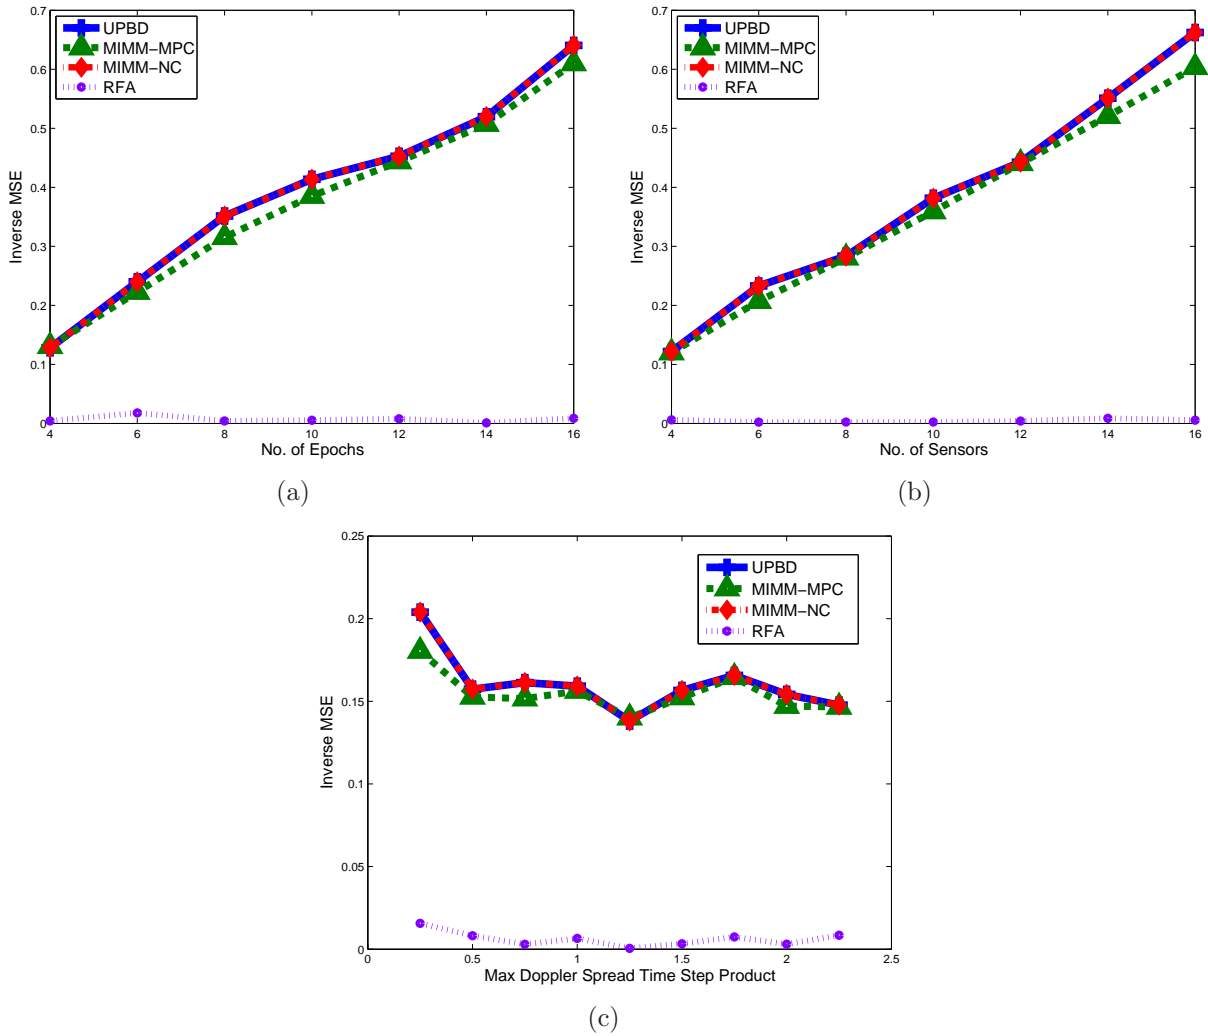 0.7
0.6
0.5
0.4
0.3
0.2
0.1
0
4
6
8
10
12
14
16
Inverse MSE
No. of Epochs
UPBD
MIMM−MPC
MIMM−NC
RFA
(a)
0.7
0.6
0.5
0.4
0.3
0.2
0.1
0
4
6
8
10
12
14
16
Inverse MSE
No. of Sensors
UPBD
MIMM−MPC
MIMM−NC
RFA
(b)
0.25
0.2
0.15
0.1
0.05
0
0
0.5
1
1.5
2
2.5
Inverse MSE
Max Doppler Spread Time Step Product
UPBD
MIMM−MPC
MIMM−NC
RFA
(c)